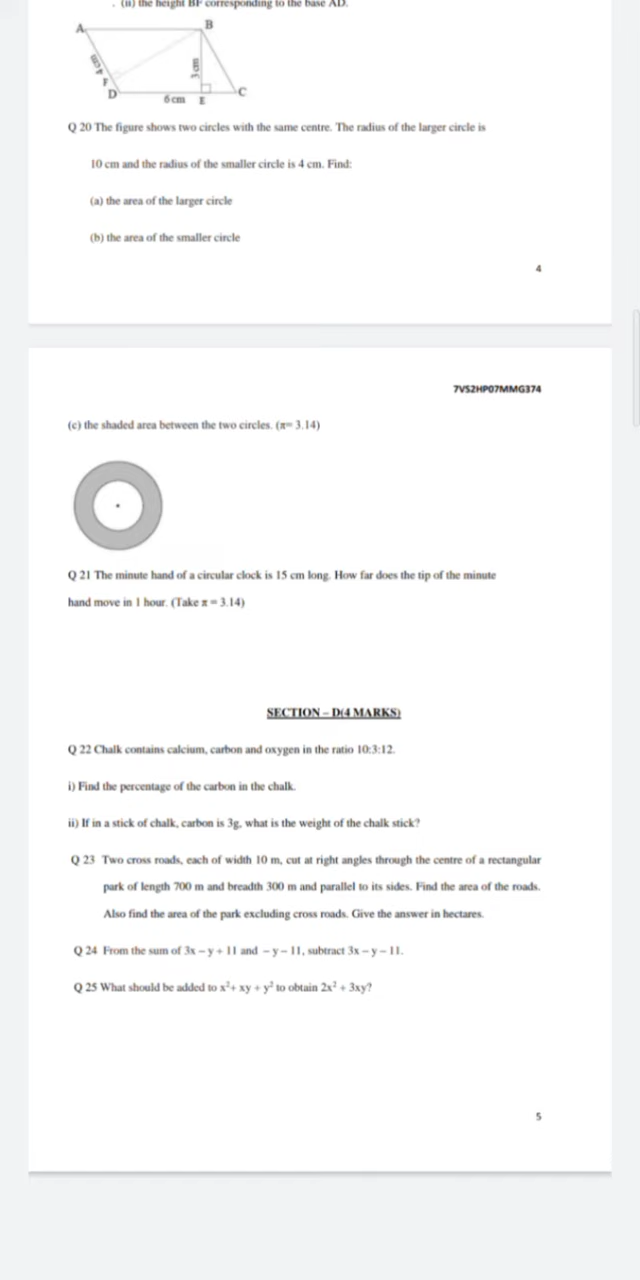 . (ii) the height BF corresponding to the base AD.
A
B
4 cm
3 cm
F
D
6 cm
E
C
Q 20 The figure shows two circles with the same centre. The radius of the larger circle is
10 cm and the radius of the smaller circle is 4 cm. Find:
(a) the area of the larger circle
(b) the area of the smaller circle
4
7VS2HP07MMG374
(c) the shaded area between the two circles. (π= 3.14)
Q 21 The minute hand of a circular clock is 15 cm long. How far does the tip of the minute
hand move in 1 hour. (Take π = 3.14)
SECTION – D(4 MARKS)
Q 22 Chalk contains calcium, carbon and oxygen in the ratio 10:3:12.
i) Find the percentage of the carbon in the chalk.
ii) If in a stick of chalk, carbon is 3g, what is the weight of the chalk stick?
Q 23 Two cross roads, each of width 10 m, cut at right angles through the centre of a rectangular
park of length 700 m and breadth 300 m and parallel to its sides. Find the area of the roads.
Also find the area of the park excluding cross roads. Give the answer in hectares.
Q 24 From the sum of 3x – y + 11 and – y – 11, subtract 3x – y – 11.
Q 25 What should be added to x²+ xy + y² to obtain 2x² + 3xy?
5